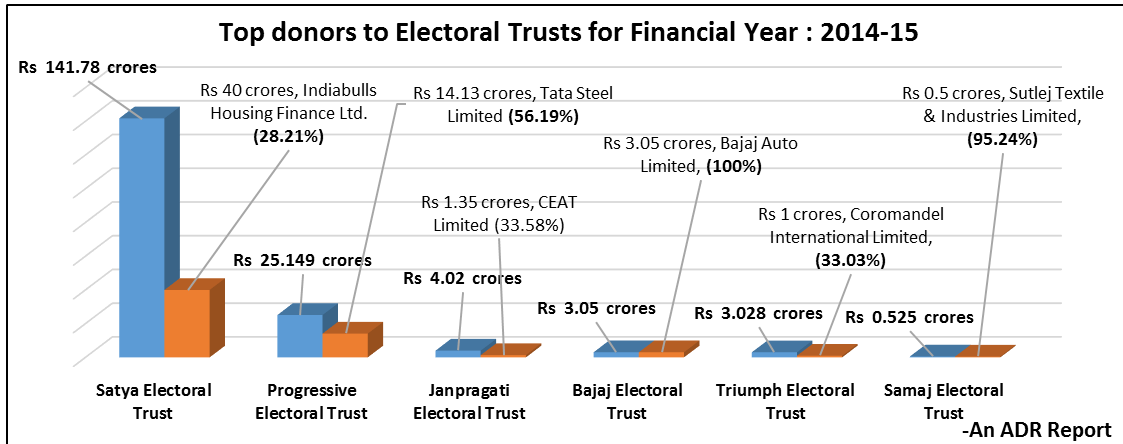 Top donors to Electoral Trusts for Financial Year : 2014-15
Rs 141.78 crores
Rs 40 crores, Indiabulls
Housing Finance Ltd.
(28.21%)
Rs 25.149 crores
Rs 14.13 crores, Tata Steel
Limited (56.19%)
Rs 4.02 crores
Rs 1.35 crores, CEAT
Limited (33.58%)
Rs 3.05 crores
Rs 3.05 crores, Bajaj Auto
Limited, (100%)
Rs 3.028 crores
Rs 1 crores, Coromandel
International Limited,
(33.03%)
Rs 0.525 crores
Rs 0.5 crores, Sutlej Textile
& Industries Limited,
(95.24%)
Satya Electoral
Trust
Progressive
Electoral Trust
Janpragati
Electoral Trust
Bajaj Electoral
Trust
Triumph Electoral
Trust
Samaj Electoral
Trust
-An ADR Report